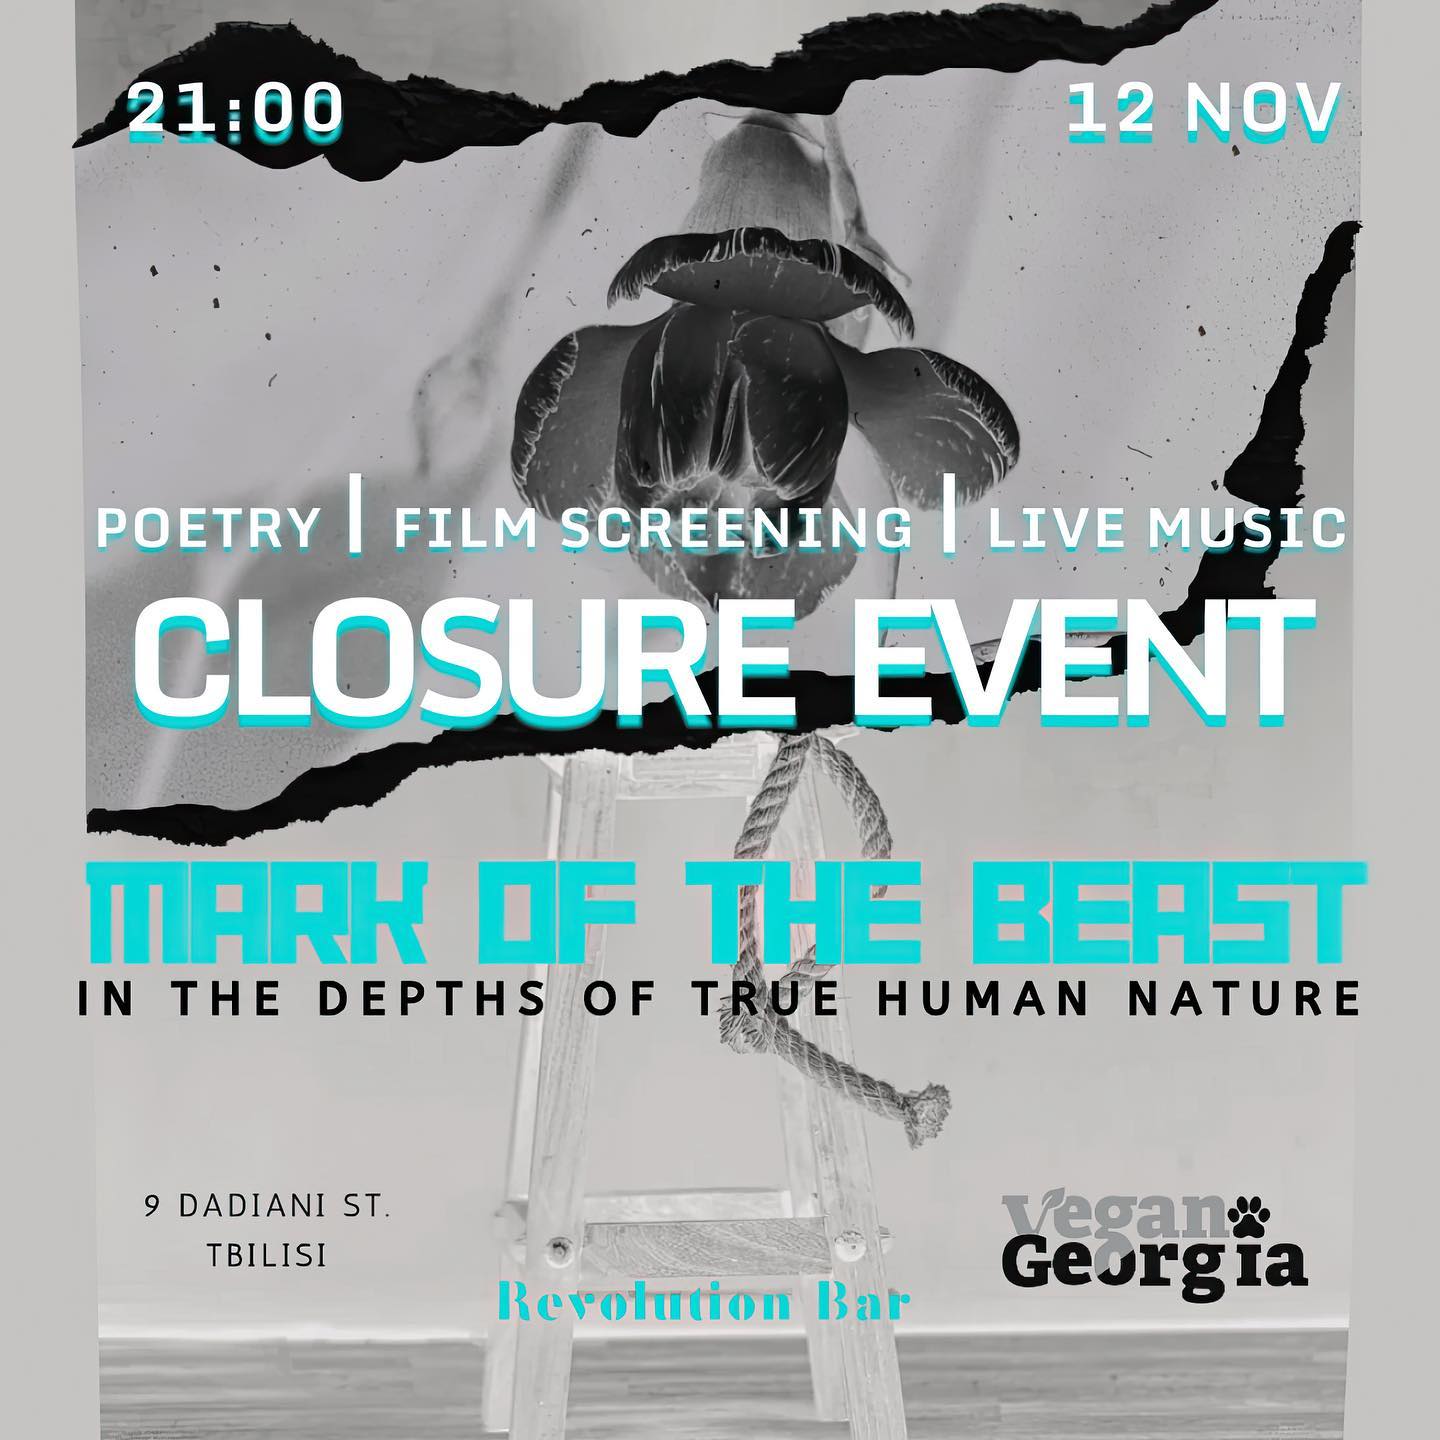 21:00
12 NOV
POETRY | FILM SCREENING | LIVE MUSIC
CLOSURE EVENT
MARK OF THE BEAST
IN THE DEPTHS OF TRUE HUMAN NATURE
9 DADIANI ST.
TBILISI
Vegan
Georgia
Revolution Bar